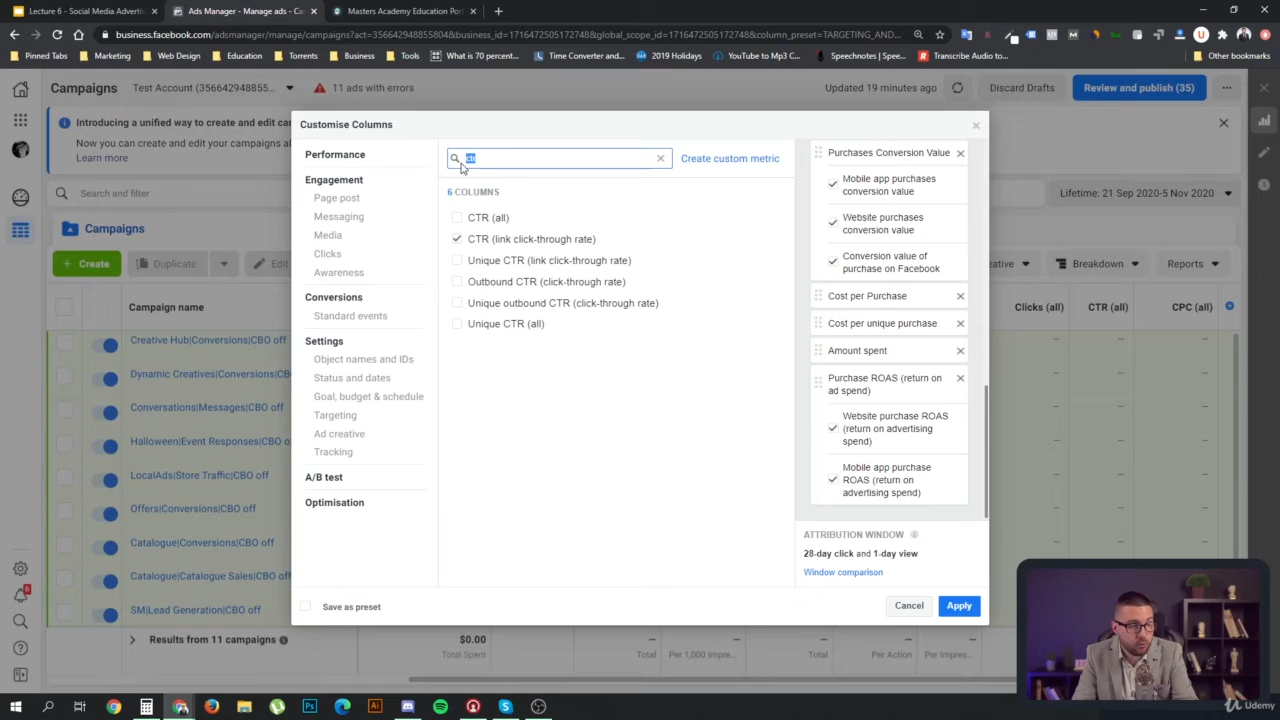 Lecture 6 - Social Media Adverti
Ads Manager - Manage ads - Ca
Masters Academy Education Por
business.facebook.com/adsmanager/manage/campaigns?act=356642948855804&business_id=171647250517274&global_scope_id=171647250517274&column_preset=TARGETING_AND...
Pinned Tabs
Marketing
Web Design
Education
Torrents
Business
Tools
What is 70 percent...
Time Converter and...
2019 Holidays
YouTube to Mp3 C...
Speechnotes | Spee...
Transcribe Audio to...
Other bookmarks
Campaigns
Test Account (356642948855...
11 ads with errors
Updated 19 minutes ago
Discard Drafts
Review and publish (35)
Introducing a unified way to create and edit can
Now you can create and edit your campaigns a
Learn more
Search and filter
Lifetime: 21 Sep 2020-5 Nov 2020
Campaigns
+ Create
Duplicate
Edit
eative
Breakdown
Reports
Campaign name
Clicks (all)
CTR (all)
CPC (all)
Creative Hub|Conversions|CBO off
Dynamic Creatives|Conversions|CB
Conversations|Messages|CBO off
Halloween|Event Responses|CBO off
LocalAds|Store Traffic|CBO off
Offers|Conversions|CBO off
Catalogue|Conversions|CBO off
Catalogue|Catalogue Sales|CBO off
SM|Lead Generation|CBO off
Results from 11 campaigns
$0.00
Total Spent
Total
Per 1,000 Impre...
Total
Per Action
Per Impres...
Customise Columns
Performance
Engagement
Page post
Messaging
Media
Clicks
Awareness
Conversions
Standard events
Settings
Object names and IDs
Status and dates
Goal, budget & schedule
Targeting
Ad creative
Tracking
A/B test
Optimisation
ctr
Create custom metric
6 COLUMNS
CTR (all)
CTR (link click-through rate)
Unique CTR (link click-through rate)
Outbound CTR (click-through rate)
Unique outbound CTR (click-through rate)
Unique CTR (all)
Purchases Conversion Value
Mobile app purchases
conversion value
Website purchases
conversion value
Conversion value of
purchase on Facebook
Cost per Purchase
Cost per unique purchase
Amount spent
Purchase ROAS (return on
ad spend)
Website purchase ROAS
(return on advertising
spend)
Mobile app purchase
ROAS (return on
advertising spend)
ATTRIBUTION WINDOW
28-day click and 1-day view
Window comparison
Save as preset
Cancel
Apply
Udemy